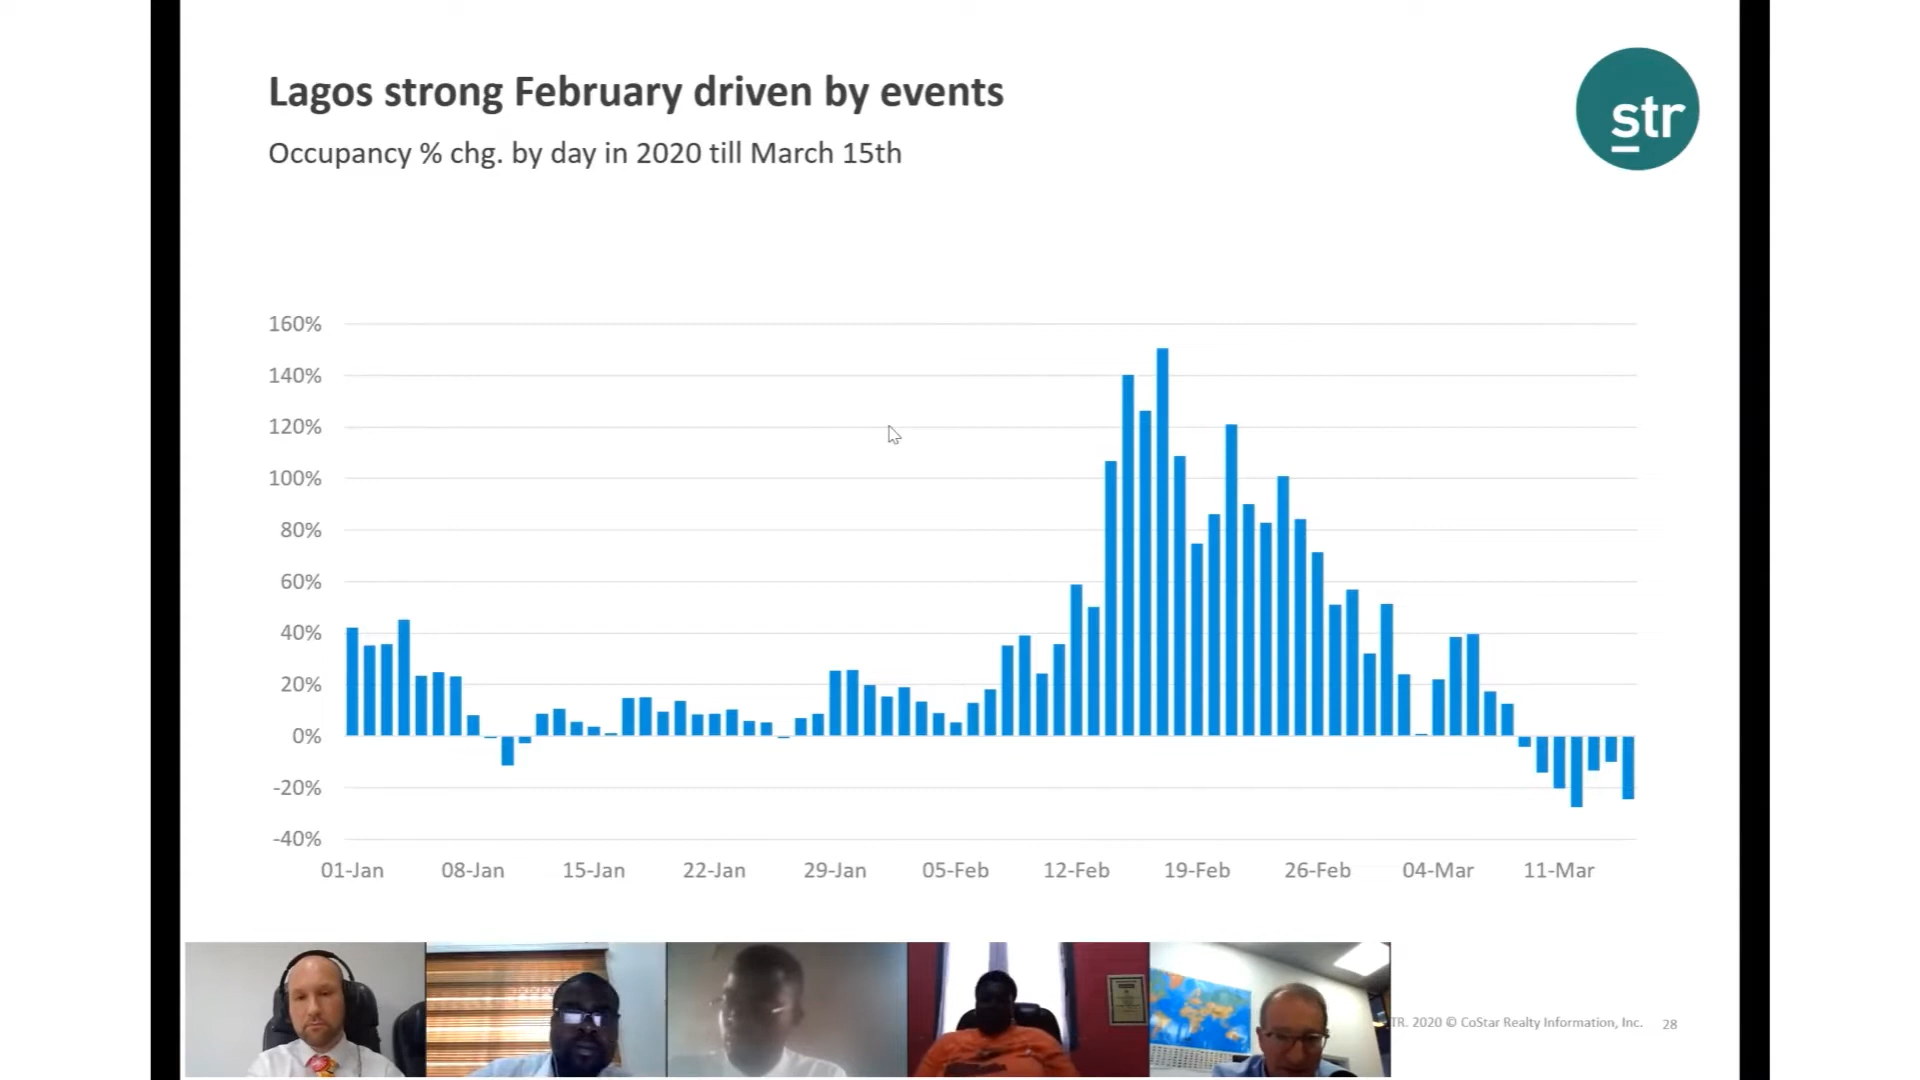 Lagos strong February driven by events
Occupancy % chg. by day in 2020 till March 15th
str
160%
140%
120%
100%
80%
60%
40%
20%
0%
-20%
-40%
01-Jan 08-Jan 15-Jan 22-Jan 29-Jan 05-Feb 12-Feb 19-Feb 26-Feb 04-Mar 11-Mar
TR. 2020 © CoStar Realty Information, Inc. 28